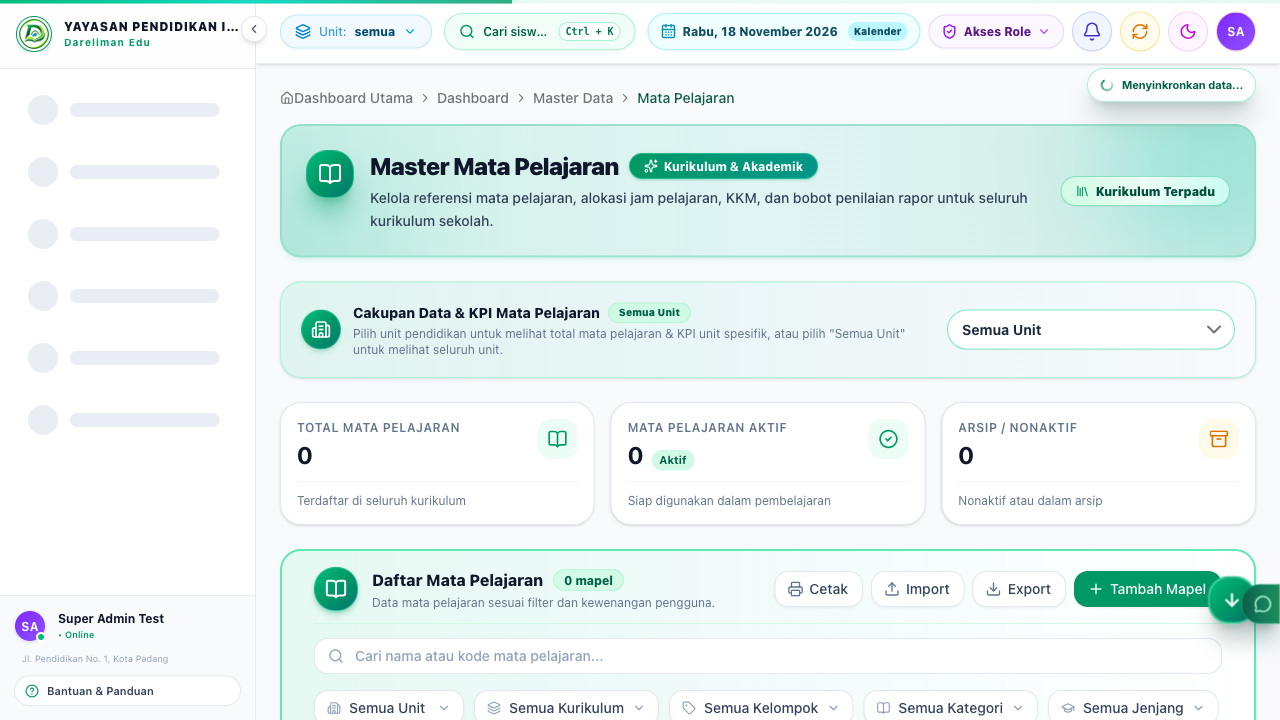 YAYASAN PENDIDIKAN I...
Dareliman Edu
Unit: semua
Cari sisw...
Ctrl + K
Rabu, 18 November 2026
Kalender
Akses Role
SA
Menyinkronkan data...
Dashboard Utama > Dashboard > Master Data > Mata Pelajaran
Master Mata Pelajaran
Kurikulum & Akademik
Kelola referensi mata pelajaran, alokasi jam pelajaran, KKM, dan bobot penilaian rapor untuk seluruh
kurikulum sekolah.
Kurikulum Terpadu
Cakupan Data & KPI Mata Pelajaran
Semua Unit
Pilih unit pendidikan untuk melihat total mata pelajaran & KPI unit spesifik, atau pilih "Semua Unit"
untuk melihat seluruh unit.
Semua Unit
TOTAL MATA PELAJARAN
0
Terdaftar di seluruh kurikulum
MATA PELAJARAN AKTIF
0
Aktif
Siap digunakan dalam pembelajaran
ARSIP / NONAKTIF
0
Nonaktif atau dalam arsip
Daftar Mata Pelajaran
0 mapel
Data mata pelajaran sesuai filter dan kewenangan pengguna.
Cetak
Import
Export
Tambah Mapel
Cari nama atau kode mata pelajaran...
Semua Unit
Semua Kurikulum
Semua Kelompok
Semua Kategori
Semua Jenjang
SA
Super Admin Test
• Online
Jl. Pendidikan No. 1, Kota Padang
Bantuan & Panduan